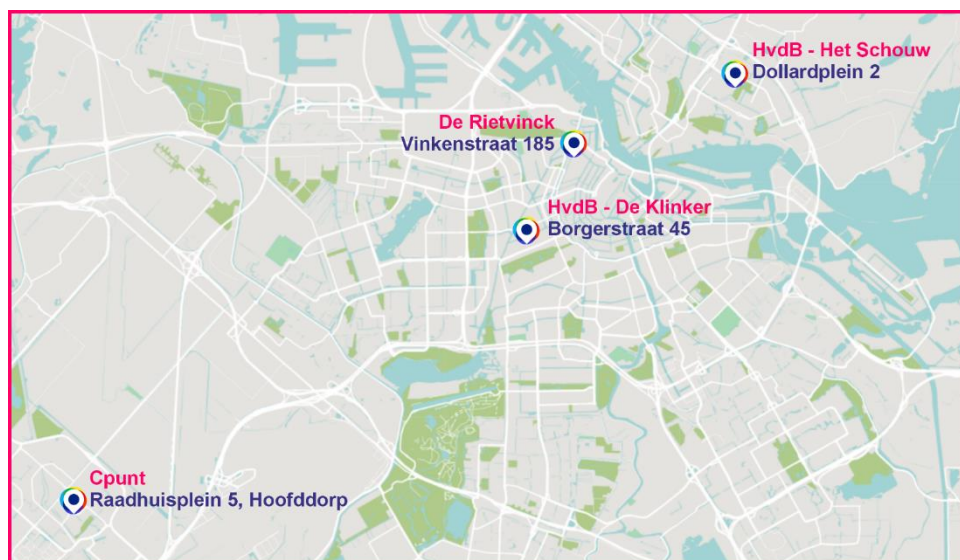 HvdB - Het Schouw
Dollardplein 2
De Rietvinck
Vinkenstraat 185
HvdB - De Klinker
Borgerstraat 45
Cpunt
Raadhuisplein 5, Hoofddorp